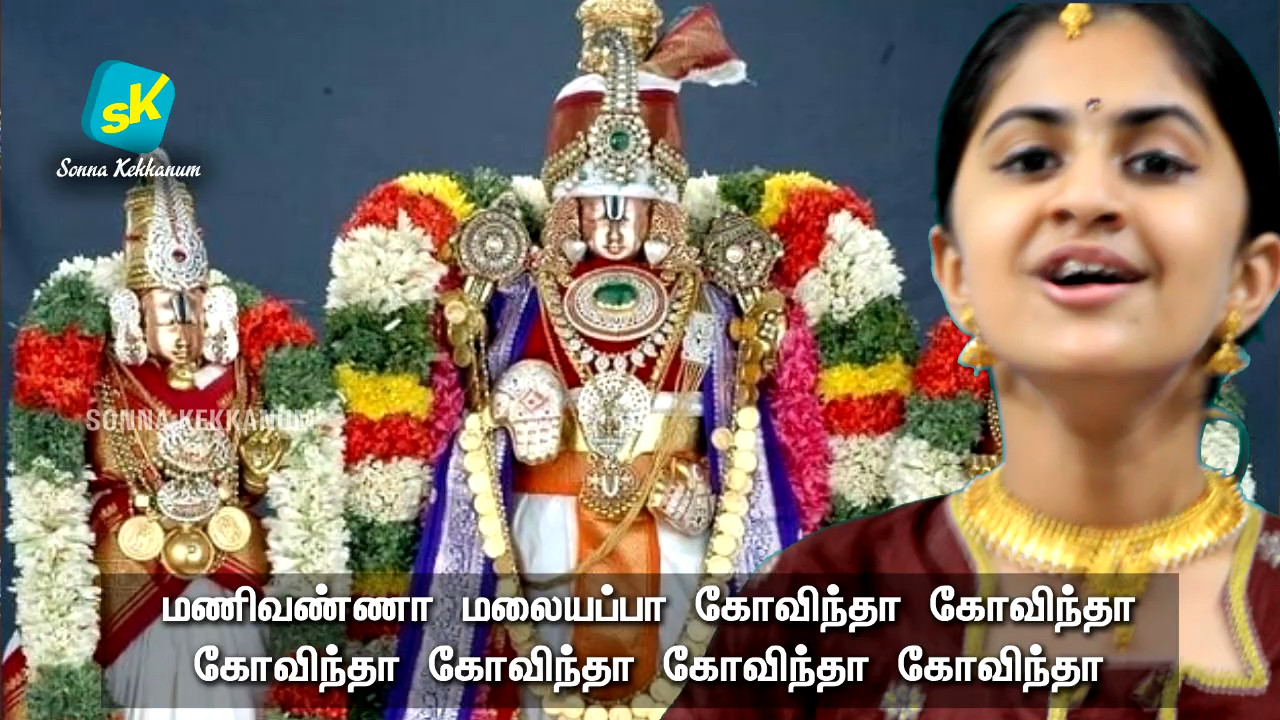 SK
Sonna Kekkanum
SONNA KEKKANUM
மணிவண்ணா மலையப்பா கோவிந்தா கோவிந்தா
கோவிந்தா கோவிந்தா கோவிந்தா கோவிந்தா